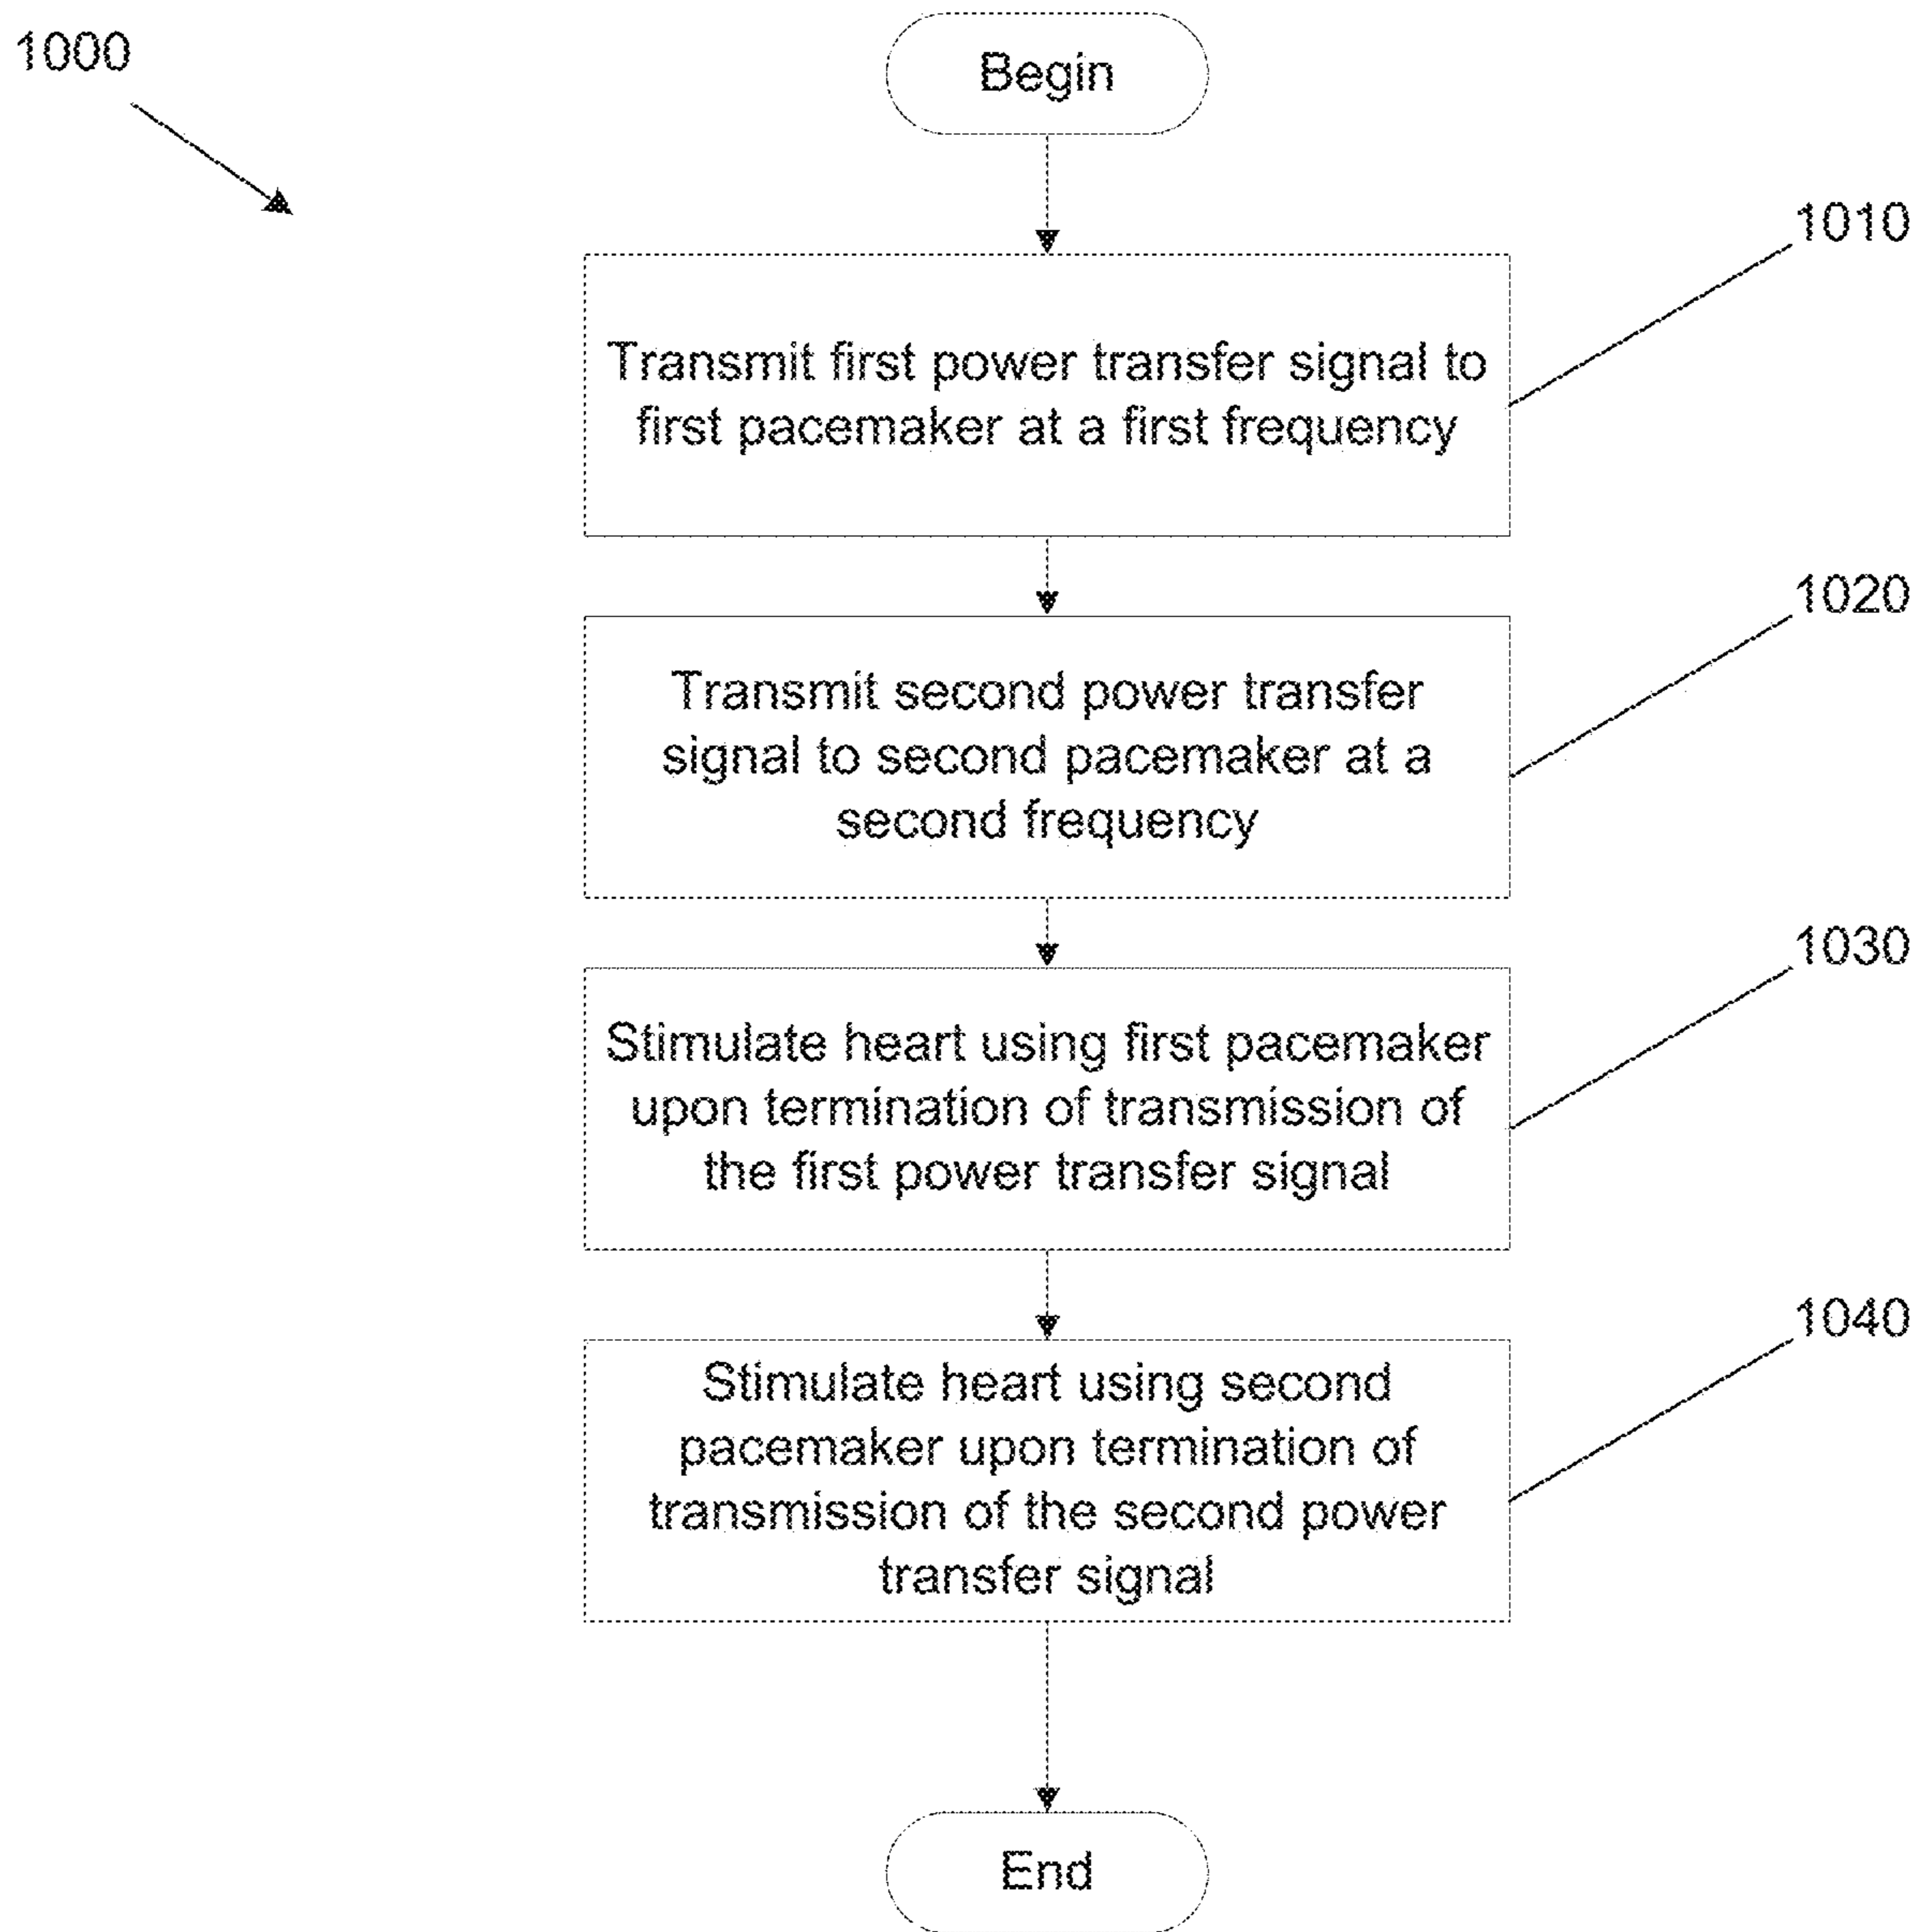 1000
Begin
1010
Transmit first power transfer signal to
first pacemaker at a first frequency
1020
Transmit second power transfer
signal to second pacemaker at a
second frequency
1030
Stimulate heart using first pacemaker
upon termination of transmission of
the first power transfer signal
1040
Stimulate heart using second
pacemaker upon termination of
transmission of the second power
transfer signal
End